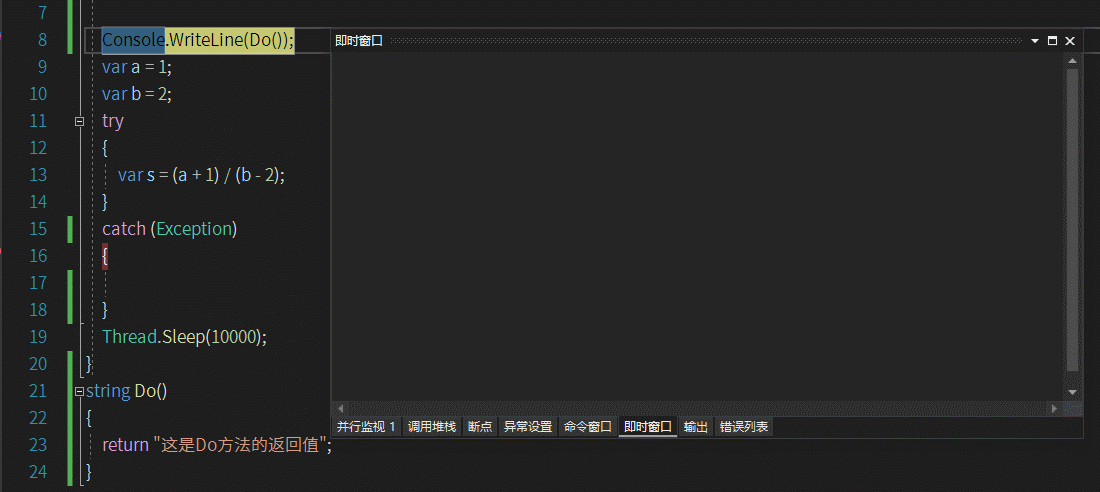 7
8 Console.WriteLine(Do());
即时窗口
9 var a = 1;
10 var b = 2;
11 try
12 {
13 var s = (a + 1) / (b - 2);
14 }
15 catch (Exception)
16 {
17
18 }
19 Thread.Sleep(10000);
20 }
21 string Do()
22 {
23 return "这是Do方法的返回值";
24 }
并行监视 1 调用堆栈 断点 异常设置 命令窗口 即时窗口 输出 错误列表